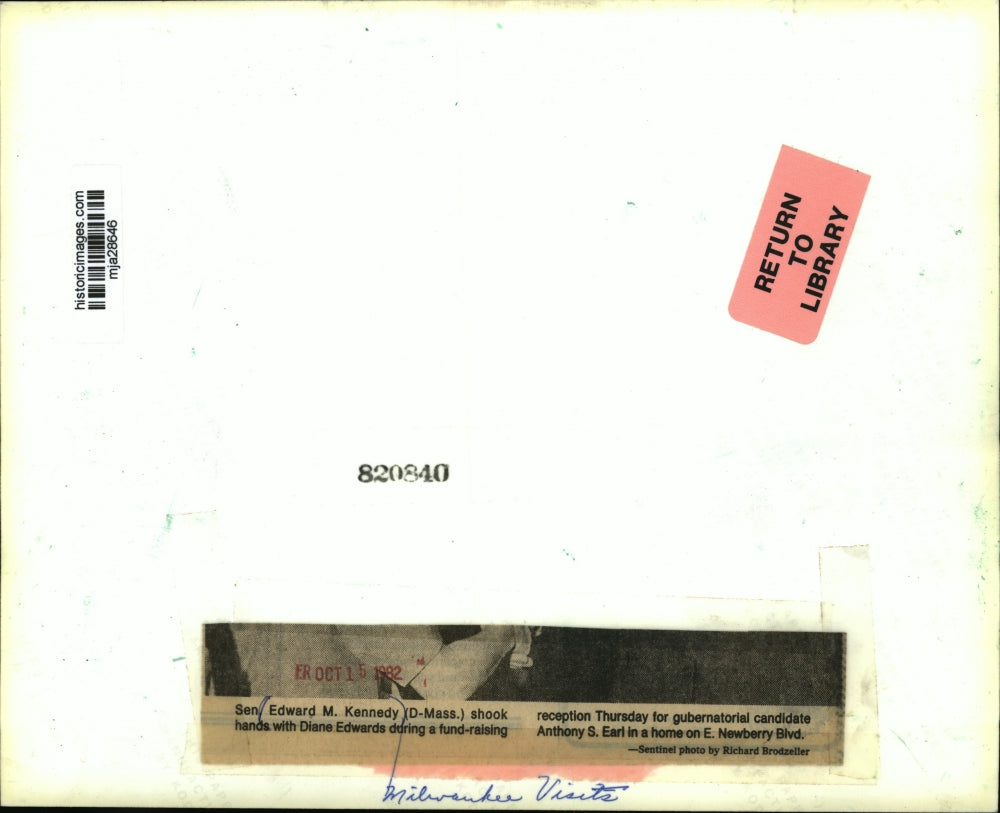 historicimages.com
mja28646
RETURN
TO
LIBRARY
820840
OCT 15 1982
Sen. Edward M. Kennedy (D-Mass.) shook
hands with Diane Edwards during a fund-raising
reception Thursday for gubernatorial candidate
Anthony S. Earl in a home on E. Newberry Blvd.
—Sentinel photo by Richard Brodzeller
Milwaukee Visits